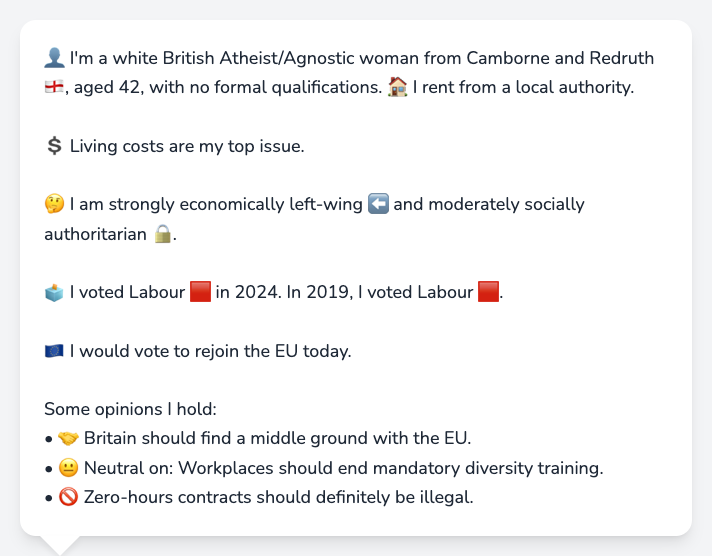 👤 I'm a white British Atheist/Agnostic woman from Camborne and Redruth
🏴󠁧󠁢󠁥󠁮󠁧󠁿, aged 42, with no formal qualifications. 🏠 I rent from a local authority.
💲 Living costs are my top issue.
🤔 I am strongly economically left-wing ⬅️ and moderately socially
authoritarian 🔒.
🗳️ I voted Labour 🟥 in 2024. In 2019, I voted Labour 🟥.
🇪🇺 I would vote to rejoin the EU today.
Some opinions I hold:
• 🤝 Britain should find a middle ground with the EU.
• 😐 Neutral on: Workplaces should end mandatory diversity training.
• 🚫 Zero-hours contracts should definitely be illegal.